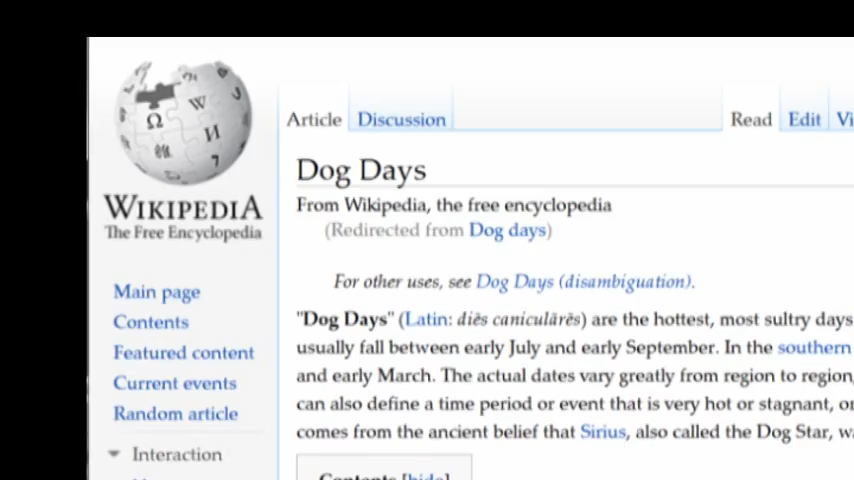 Article Discussion Read Edit Vi
Dog Days
WIKIPEDIA
The Free Encyclopedia
From Wikipedia, the free encyclopedia
(Redirected from Dog days)
For other uses, see Dog Days (disambiguation).
"Dog Days" (Latin: diēs caniculārēs) are the hottest, most sultry days
usually fall between early July and early September. In the southern
and early March. The actual dates vary greatly from region to region,
can also define a time period or event that is very hot or stagnant, or
comes from the ancient belief that Sirius, also called the Dog Star, wa
Contents [hide]
Main page
Contents
Featured content
Current events
Random article
Interaction